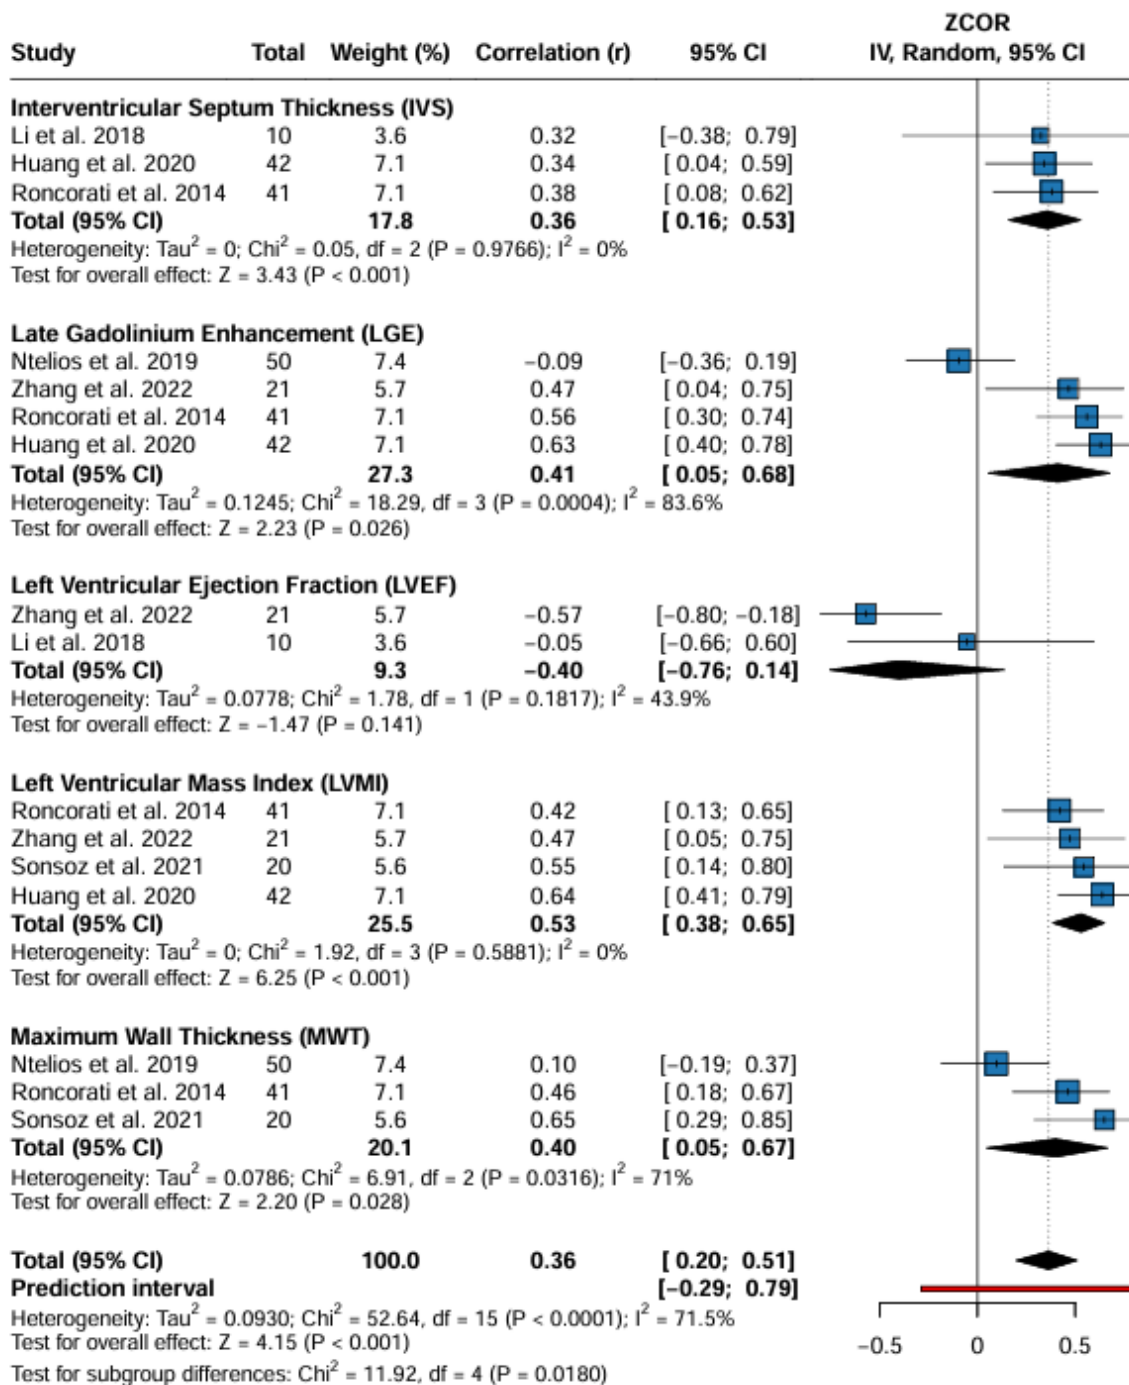 ZCOR
Study Total Weight (%) Correlation (r) 95% CI IV, Random, 95% CI
Interventricular Septum Thickness (IVS)
Li et al. 2018 10 3.6 0.32 [−0.38; 0.79]
Huang et al. 2020 42 7.1 0.34 [ 0.04; 0.59]
Roncorati et al. 2014 41 7.1 0.38 [ 0.08; 0.62]
Total (95% CI) 17.8 0.36 [ 0.16; 0.53]
Heterogeneity: Tau² = 0; Chi² = 0.05, df = 2 (P = 0.9766); I² = 0%
Test for overall effect: Z = 3.43 (P < 0.001)
Late Gadolinium Enhancement (LGE)
Ntelios et al. 2019 50 7.4 −0.09 [−0.36; 0.19]
Zhang et al. 2022 21 5.7 0.47 [ 0.04; 0.75]
Roncorati et al. 2014 41 7.1 0.56 [ 0.30; 0.74]
Huang et al. 2020 42 7.1 0.63 [ 0.40; 0.78]
Total (95% CI) 27.3 0.41 [ 0.05; 0.68]
Heterogeneity: Tau² = 0.1245; Chi² = 18.29, df = 3 (P = 0.0004); I² = 83.6%
Test for overall effect: Z = 2.23 (P = 0.026)
Left Ventricular Ejection Fraction (LVEF)
Zhang et al. 2022 21 5.7 −0.57 [−0.80; −0.18]
Li et al. 2018 10 3.6 −0.05 [−0.66; 0.60]
Total (95% CI) 9.3 −0.40 [−0.76; 0.14]
Heterogeneity: Tau² = 0.0778; Chi² = 1.78, df = 1 (P = 0.1817); I² = 43.9%
Test for overall effect: Z = −1.47 (P = 0.141)
Left Ventricular Mass Index (LVMI)
Roncorati et al. 2014 41 7.1 0.42 [ 0.13; 0.65]
Zhang et al. 2022 21 5.7 0.47 [ 0.05; 0.75]
Sonsoz et al. 2021 20 5.6 0.55 [ 0.14; 0.80]
Huang et al. 2020 42 7.1 0.64 [ 0.41; 0.79]
Total (95% CI) 25.5 0.53 [ 0.38; 0.65]
Heterogeneity: Tau² = 0; Chi² = 1.92, df = 3 (P = 0.5881); I² = 0%
Test for overall effect: Z = 6.25 (P < 0.001)
Maximum Wall Thickness (MWT)
Ntelios et al. 2019 50 7.4 0.10 [−0.19; 0.37]
Roncorati et al. 2014 41 7.1 0.46 [ 0.18; 0.67]
Sonsoz et al. 2021 20 5.6 0.65 [ 0.29; 0.85]
Total (95% CI) 20.1 0.40 [ 0.05; 0.67]
Heterogeneity: Tau² = 0.0786; Chi² = 6.91, df = 2 (P = 0.0316); I² = 71%
Test for overall effect: Z = 2.20 (P = 0.028)
Total (95% CI) 100.0 0.36 [ 0.20; 0.51]
Prediction interval [−0.29; 0.79]
Heterogeneity: Tau² = 0.0930; Chi² = 52.64, df = 15 (P < 0.0001); I² = 71.5%
Test for overall effect: Z = 4.15 (P < 0.001)
−0.5 0 0.5
Test for subgroup differences: Chi² = 11.92, df = 4 (P = 0.0180)